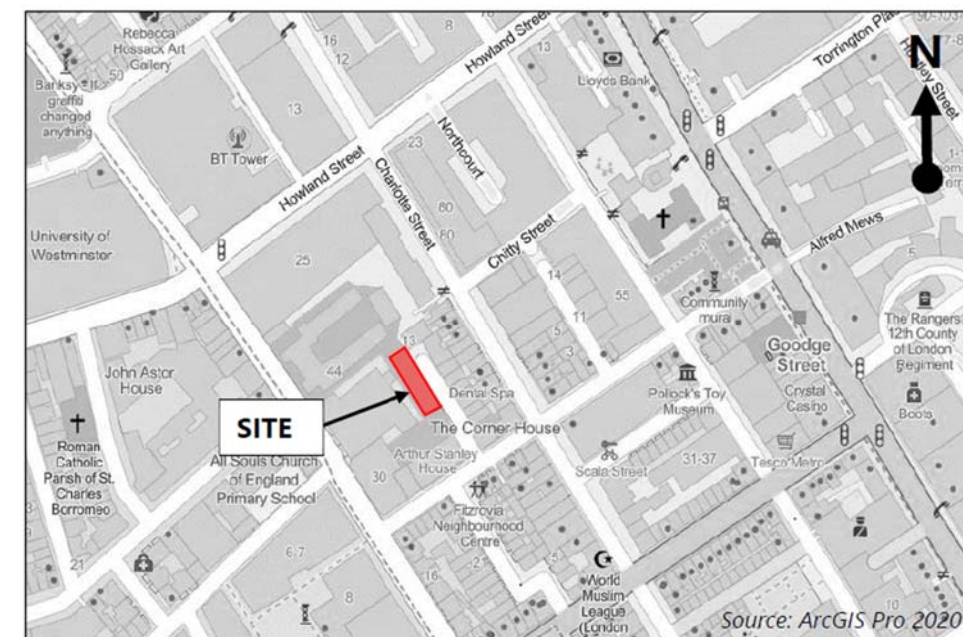 Rebecca
Hossack Art
Gallery
Banksy - If
graffiti
changed
anything
50
16
12
8
Howland Street
13
13
Lloyds Bank
Torrington Place
N
BT Tower
23
Northcourt
Howland Street
Charlotte Street
80
80
Chitty Street
Alfred Mews
University of
Westminster
25
14
55
Community
mural
5
The Rangers
12th County
of London
Regiment
13
5
11
3
Goodge
Street
John Astor
House
44
Dental Spa
Pollock's Toy
Museum
Crystal
Casino
Boots
SITE
The Corner House
Roman
Catholic
Parish of St.
Charles
Borromeo
All Souls Church
of England
Primary School
30
Arthur Stanley
House
Scala Street
31-37
Tesco Metro
Fitzrovia
Neighbourhood
Centre
21
6-7
8
16
21
World
Muslim
League
(London
10
Source: ArcGIS Pro 2020